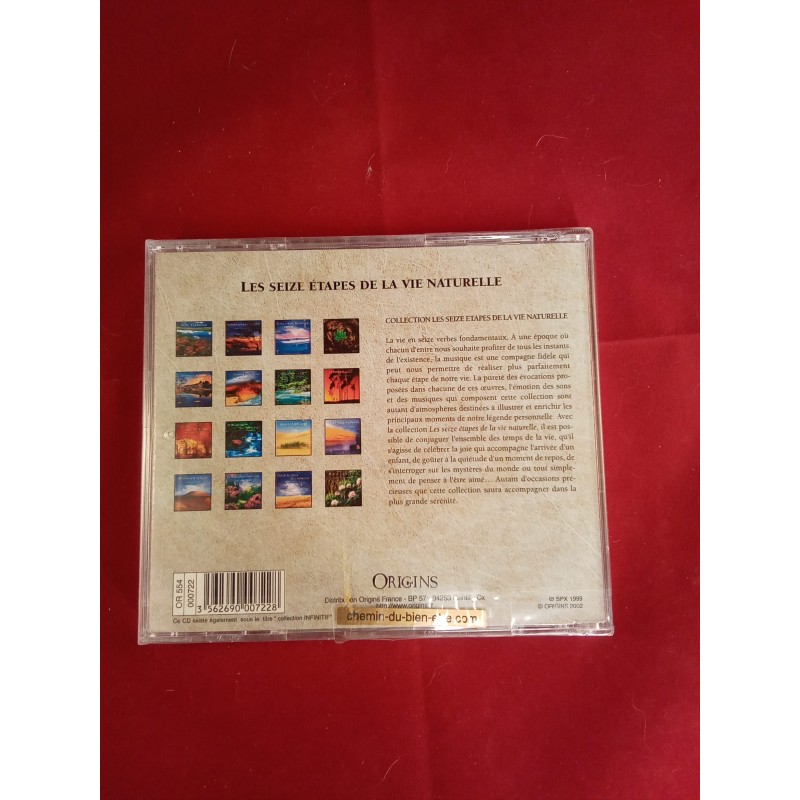 LES SEIZE ÉTAPES DE LA VIE NATURELLE
COLLECTION LES SEIZE ETAPES DE LA VIE NATURELLE
La vie en seize verbes fondamentaux. A une époque où
chacun d'entre nous souhaite profiter de tous les instants
de l'existence, la musique est une compagne fidèle qui
peut nous permettre de réaliser plus parfaitement
chaque étape de notre vie. La pureté des évocations pro-
posées dans chacune de ces œuvres, l'émotion des sons
et des musiques qui composent cette collection sont
autant d'atmosphères destinées à illustrer et enrichir les
principaux moments de notre légende personnelle. Avec
la collection Les seize étapes de la vie naturelle, il est pos-
sible de conjuguer l'ensemble des temps de la vie, qu'il
s'agisse de célébrer la joie qui accompagne l'arrivée d'un
enfant, de goûter à la quiétude d'un moment de repos, de
s'interroger sur les mystères du monde ou tout simple-
ment de penser à l'être aimé... Autant d'occasions pré-
cieuses que cette collection saura accompagner dans la
plus grande sérénité.
OR 554
000722
3 562690 007228
ORIGINS
Distribution Origins France - BP 57 - Cx
http://www.origins
℗ SPX 1999
© ORIGINS 2002
Ce CD existe également sous le titre "collection INFINITIF"
chemin-du-bien-etre.com